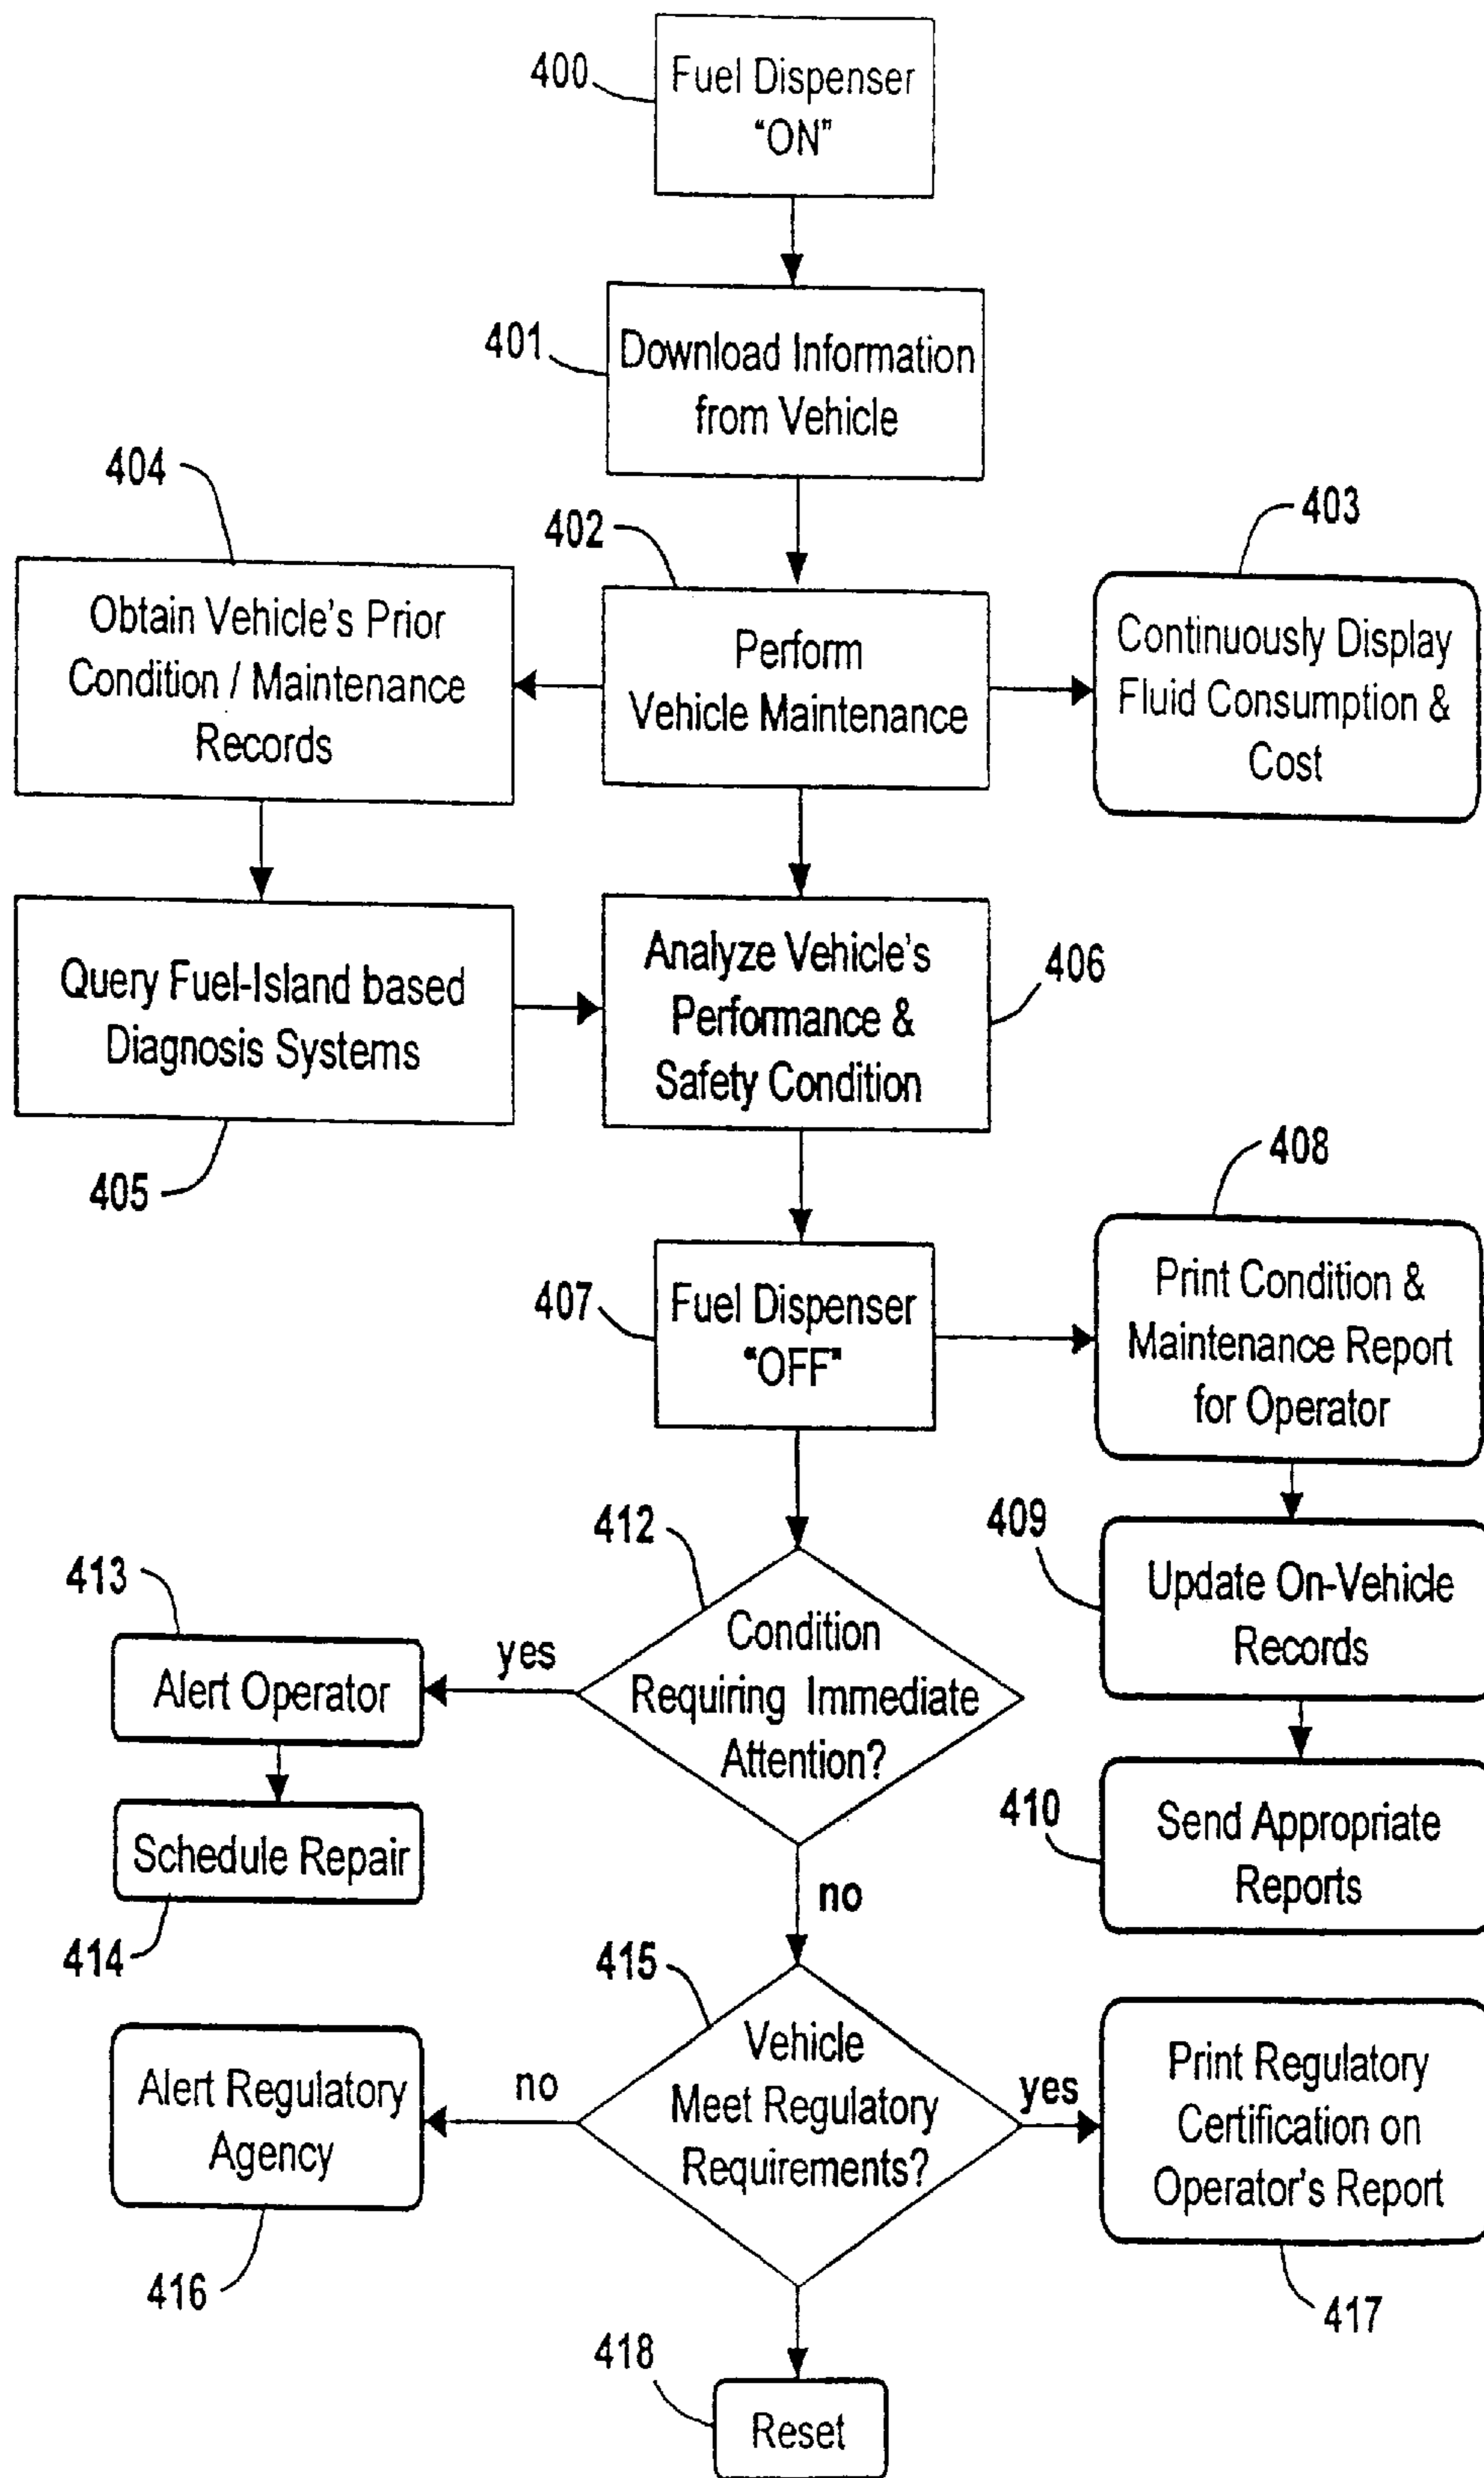 400
Fuel Dispenser
“ON”
401
Download Information
from Vehicle
404
402
403
Obtain Vehicle's Prior
Condition / Maintenance
Records
Perform
Vehicle Maintenance
Continuously Display
Fluid Consumption &
Cost
Query Fuel-Island based
Diagnosis Systems
405
Analyze Vehicle's
Performance &
Safety Condition
406
407
Fuel Dispenser
"OFF"
408
Print Condition &
Maintenance Report
for Operator
412
409
Update On-Vehicle
Records
413
Alert Operator
yes
Condition
Requiring Immediate
Attention?
410
Send Appropriate
Reports
Schedule Repair
414
no
415
Alert Regulatory
Agency
416
no
Vehicle
Meet Regulatory
Requirements?
yes
Print Regulatory
Certification on
Operator's Report
417
418
Reset